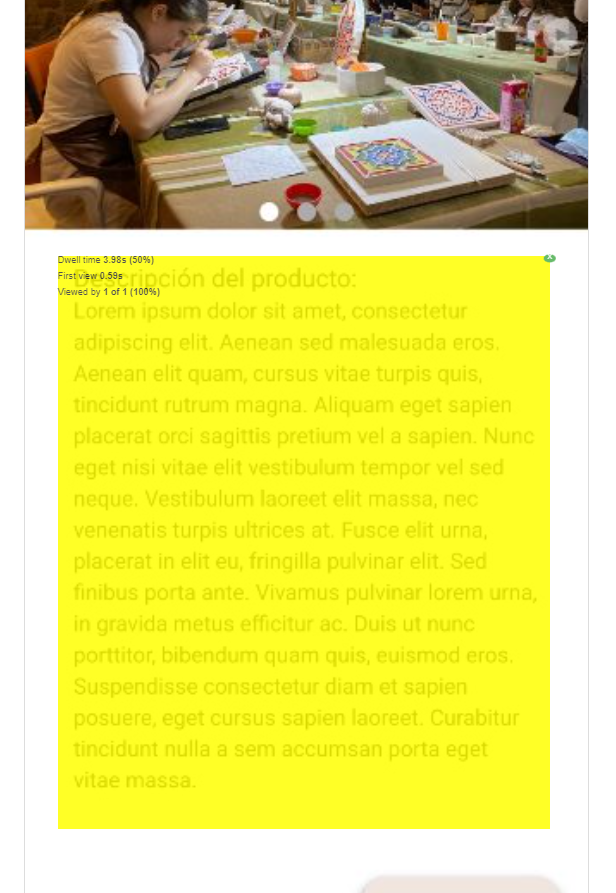 Dwell time 3.98s (50%)
First view 0.59s
Viewed by 1 of 1 (100%)
Descripción del producto:
Lorem ipsum dolor sit amet, consectetur
adipiscing elit. Aenean sed malesuada eros.
Aenean elit quam, cursus vitae turpis quis,
tincidunt rutrum magna. Aliquam eget sapien
placerat orci sagittis pretium vel a sapien. Nunc
eget nisi vitae elit vestibulum tempor vel sed
neque. Vestibulum laoreet elit massa, nec
venenatis turpis ultrices at. Fusce elit urna,
placerat in elit eu, fringilla pulvinar elit. Sed
finibus porta ante. Vivamus pulvinar lorem urna,
in gravida metus efficitur ac. Duis ut nunc
porttitor, bibendum quam quis, euismod eros.
Suspendisse consectetur diam et sapien
posuere, eget cursus sapien laoreet. Curabitur
tincidunt nulla a sem accumsan porta eget
vitae massa.